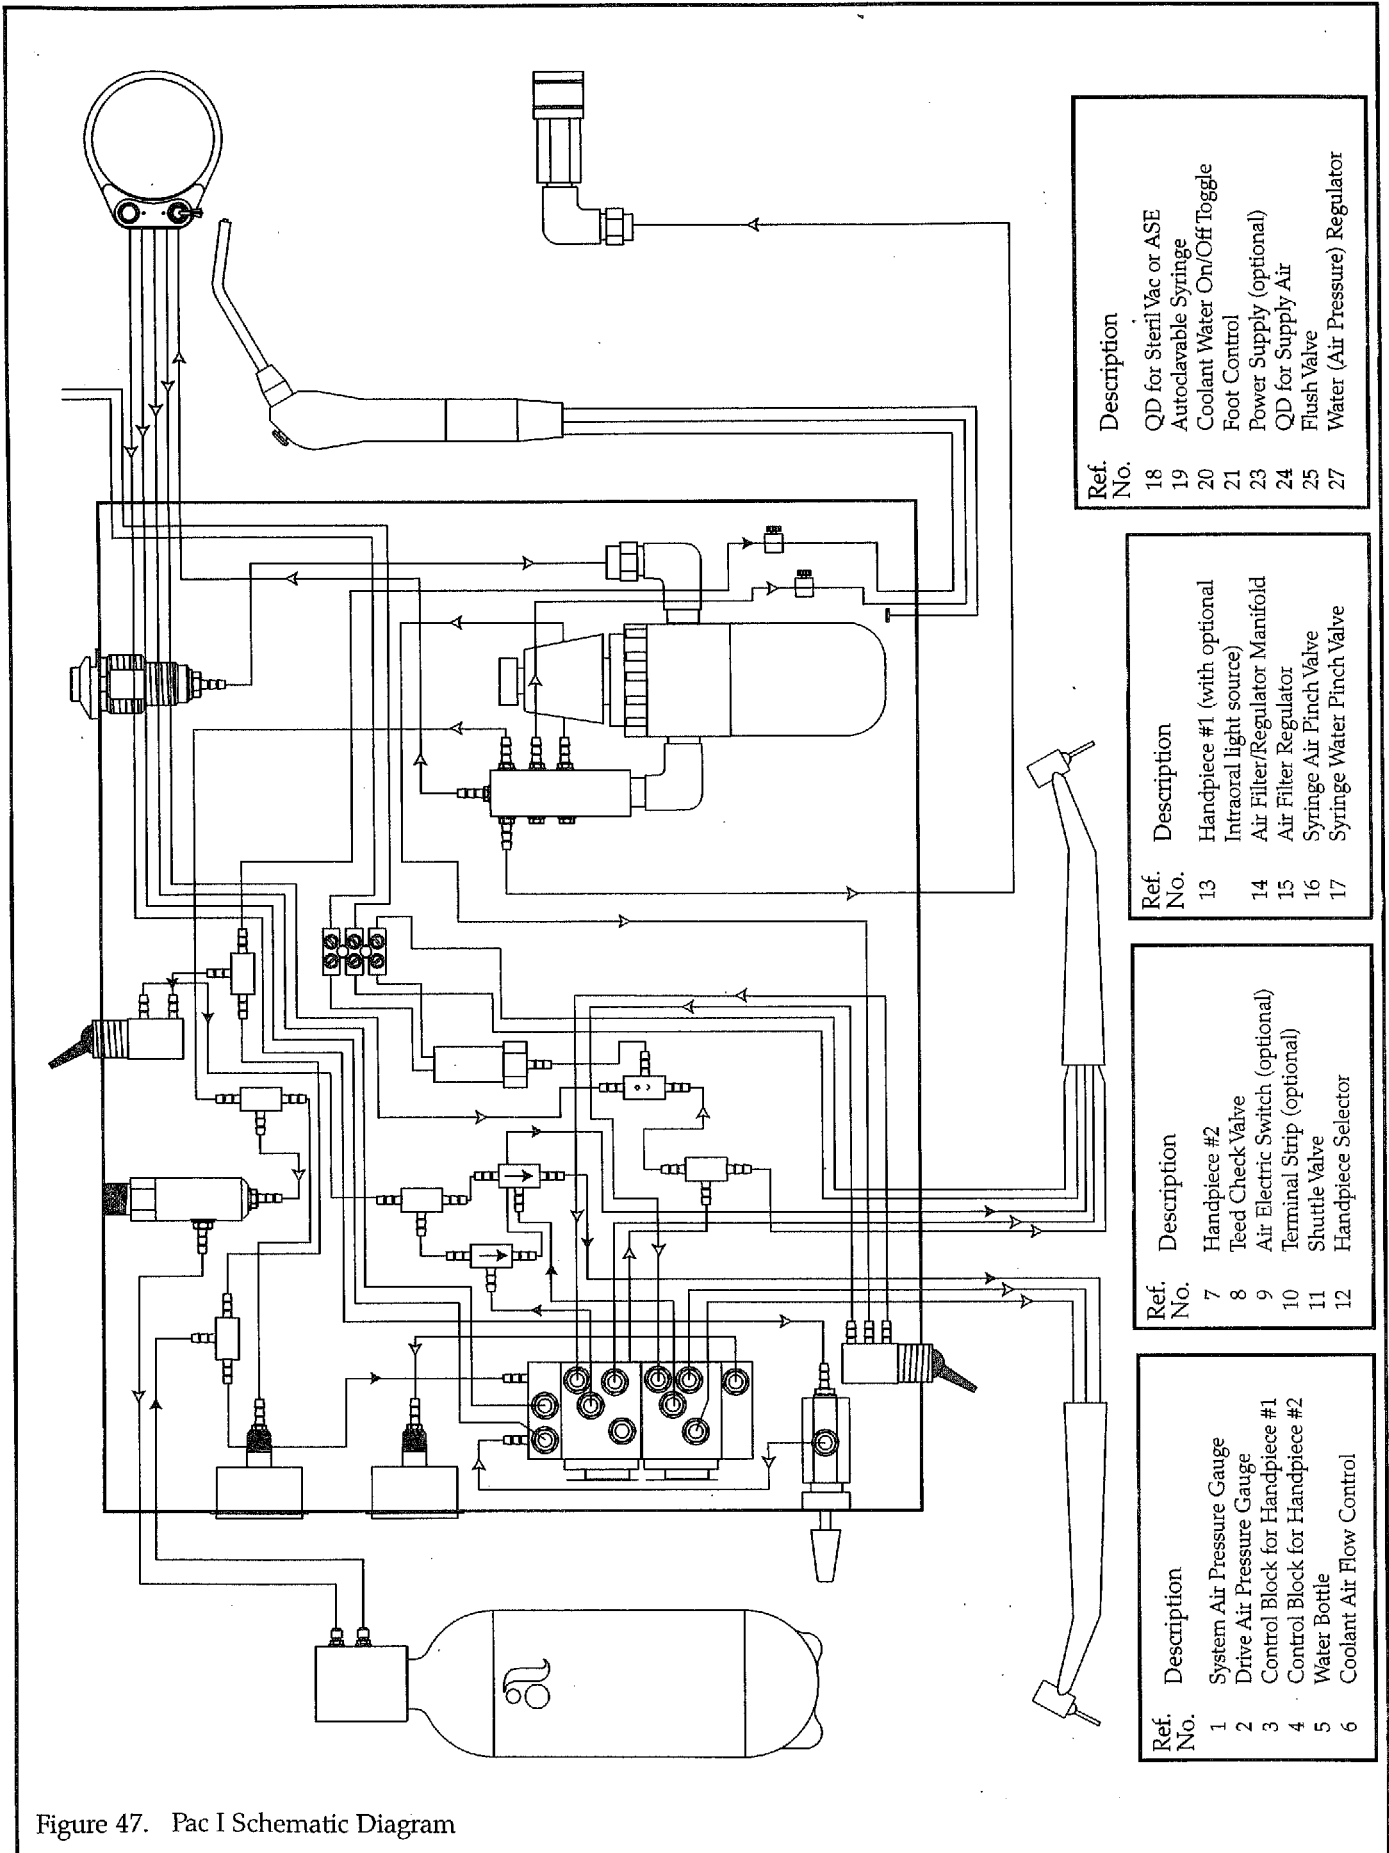 Ref.
No.
Description
1 System Air Pressure Gauge
2 Drive Air Pressure Gauge
3 Control Block for Handpiece #1
4 Control Block for Handpiece #2
5 Water Bottle
6 Coolant Air Flow Control
Ref.
No.
Description
7 Handpiece #2
8 Teed Check Valve
9 Air Electric Switch (optional)
10 Terminal Strip (optional)
11 Shuttle Valve
12 Handpiece Selector
Ref.
No.
Description
13 Handpiece #1 (with optional
Intraoral light source)
14 Air Filter/Regulator Manifold
15 Air Filter Regulator
16 Syringe Air Pinch Valve
17 Syringe Water Pinch Valve
Ref.
No.
Description
18 QD for Steril Vac or ASE
19 Autoclavable Syringe
20 Coolant Water On/Off Toggle
21 Foot Control
23 Power Supply (optional)
24 QD for Supply Air
25 Flush Valve
27 Water (Air Pressure) Regulator
Figure 47. Pac I Schematic Diagram